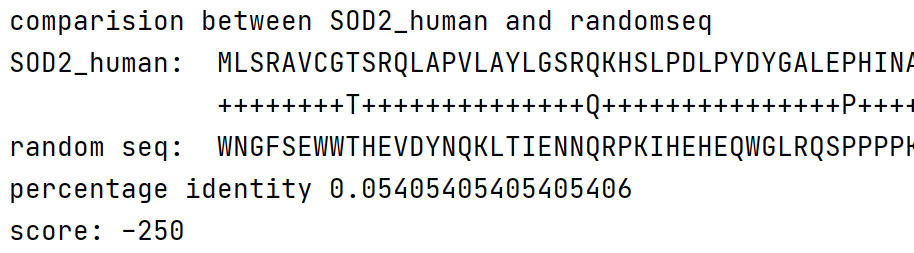 comparision between SOD2_human and randomseq
SOD2_human:  MLSRAVCGTSRQLAPVLAYLGSRQKHSLPDLPYDYGALEPHINA
++++++++T++++++++++++++Q+++++++++++++++P++++
random seq:  WNGFSEWWTHEVDYNQKLTIENNQRPKIHEHEQWGLRQSPPPPK
percentage identity 0.05405405405405406
score: -250